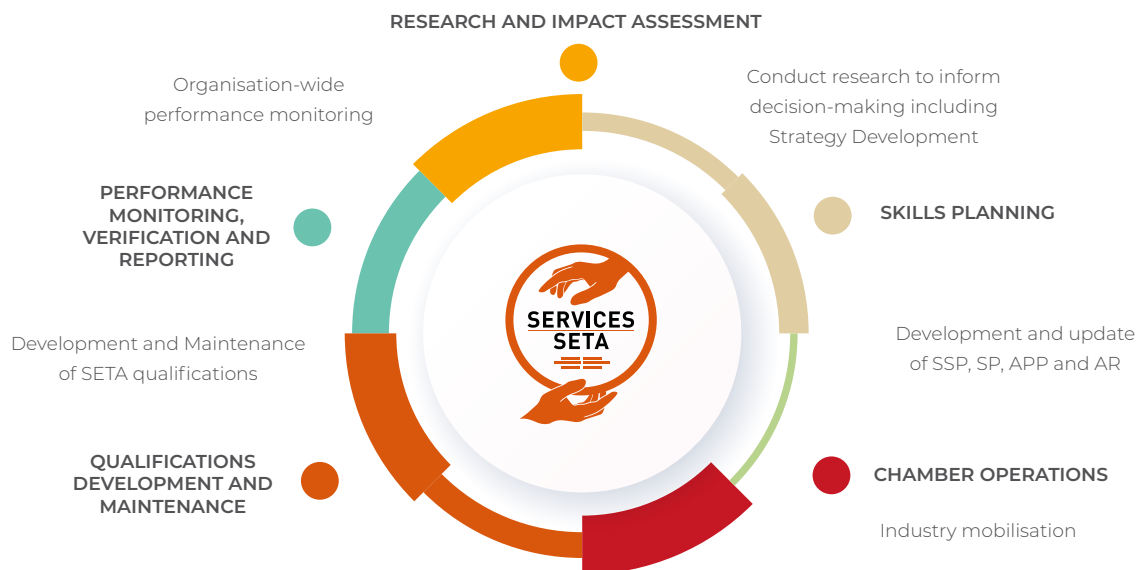 RESEARCH AND IMPACT ASSESSMENT
Conduct research to inform
decision-making including
Strategy Development
SKILLS PLANNING
Development and update
of SSP, SP, APP and AR
CHAMBER OPERATIONS
Industry mobilisation
QUALIFICATIONS
DEVELOPMENT AND
MAINTENANCE
Development and Maintenance
of SETA qualifications
PERFORMANCE
MONITORING,
VERIFICATION AND
REPORTING
Organisation-wide
performance monitoring
SERVICES
SETA